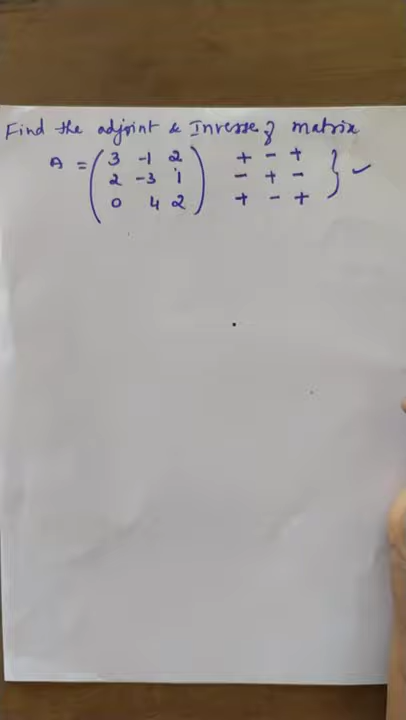 Find the adjoint & Inverse of matrix
A = ( 3 -1 2 ) + - + }✓
2 -3 1 - + -
0 4 2 + - +